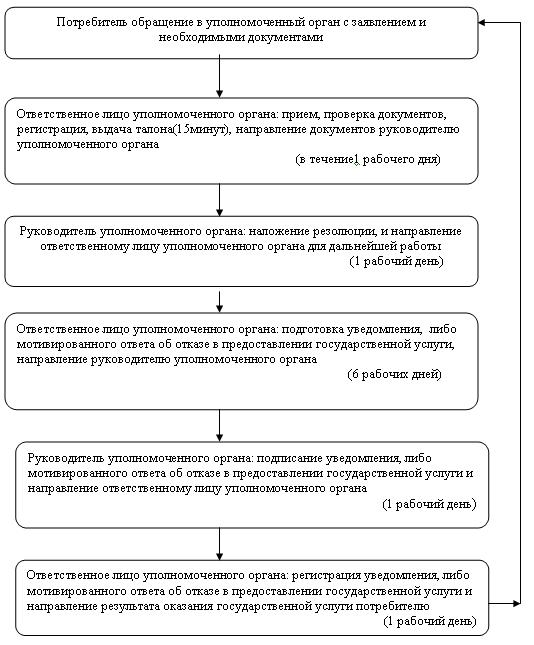 Потребитель обращение в уполномоченный орган с заявлением и
необходимыми документами
Ответственное лицо уполномоченного органа: прием, проверка документов,
регистрация, выдача талона(15минут), направление документов руководителю
уполномоченного органа
(в течение1 рабочего дня)
Руководитель уполномоченного органа: наложение резолюции, и направление
ответственному лицу уполномоченного органа для дальнейшей работы
(1 рабочий день)
Ответственное лицо уполномоченного органа: подготовка уведомления, либо
мотивированного ответа об отказе в предоставлении государственной услуги,
направление руководителю уполномоченного органа
(6 рабочих дней)
Руководитель уполномоченного органа: подписание уведомления, либо
мотивированного ответа об отказе в предоставлении государственной услуги и
направление ответственному лицу уполномоченного органа
(1 рабочий день)
Ответственное лицо уполномоченного органа: регистрация уведомления, либо
мотивированного ответа об отказе в предоставлении государственной услуги и
направление результата оказания государственной услуги потребителю
(1 рабочий день)